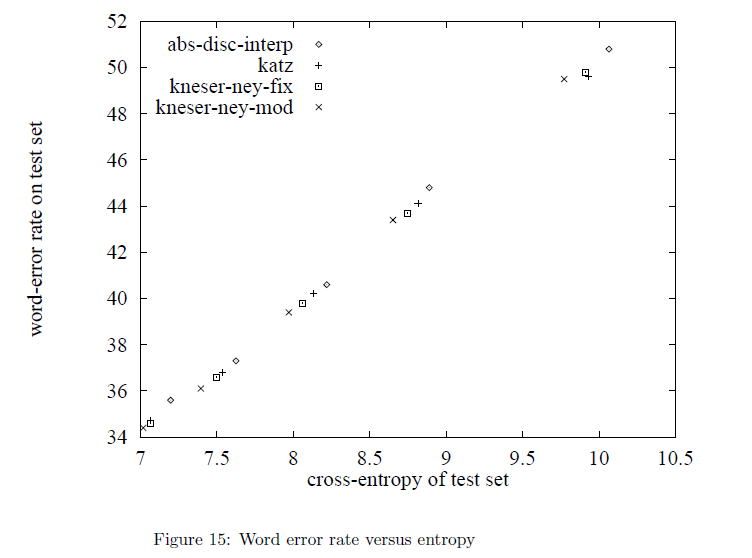 52
50
48
46
44
42
40
38
36
34
word-error rate on test set
abs-disc-interp
katz
kneser-ney-fix
kneser-ney-mod
7 7.5 8 8.5 9 9.5 10 10.5
cross-entropy of test set
Figure 15: Word error rate versus entropy